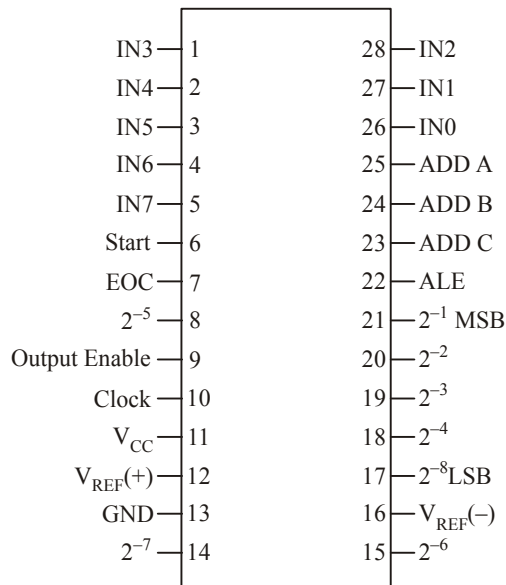 IN3 1 28 IN2
IN4 2 27 IN1
IN5 3 26 IN0
IN6 4 25 ADD A
IN7 5 24 ADD B
Start 6 23 ADD C
EOC 7 22 ALE
2⁻⁵ 8 21 2⁻¹ MSB
Output Enable 9 20 2⁻²
Clock 10 19 2⁻³
V_CC 11 18 2⁻⁴
V_REF(+) 12 17 2⁻⁸LSB
GND 13 16 V_REF(−)
2⁻⁷ 14 15 2⁻⁶